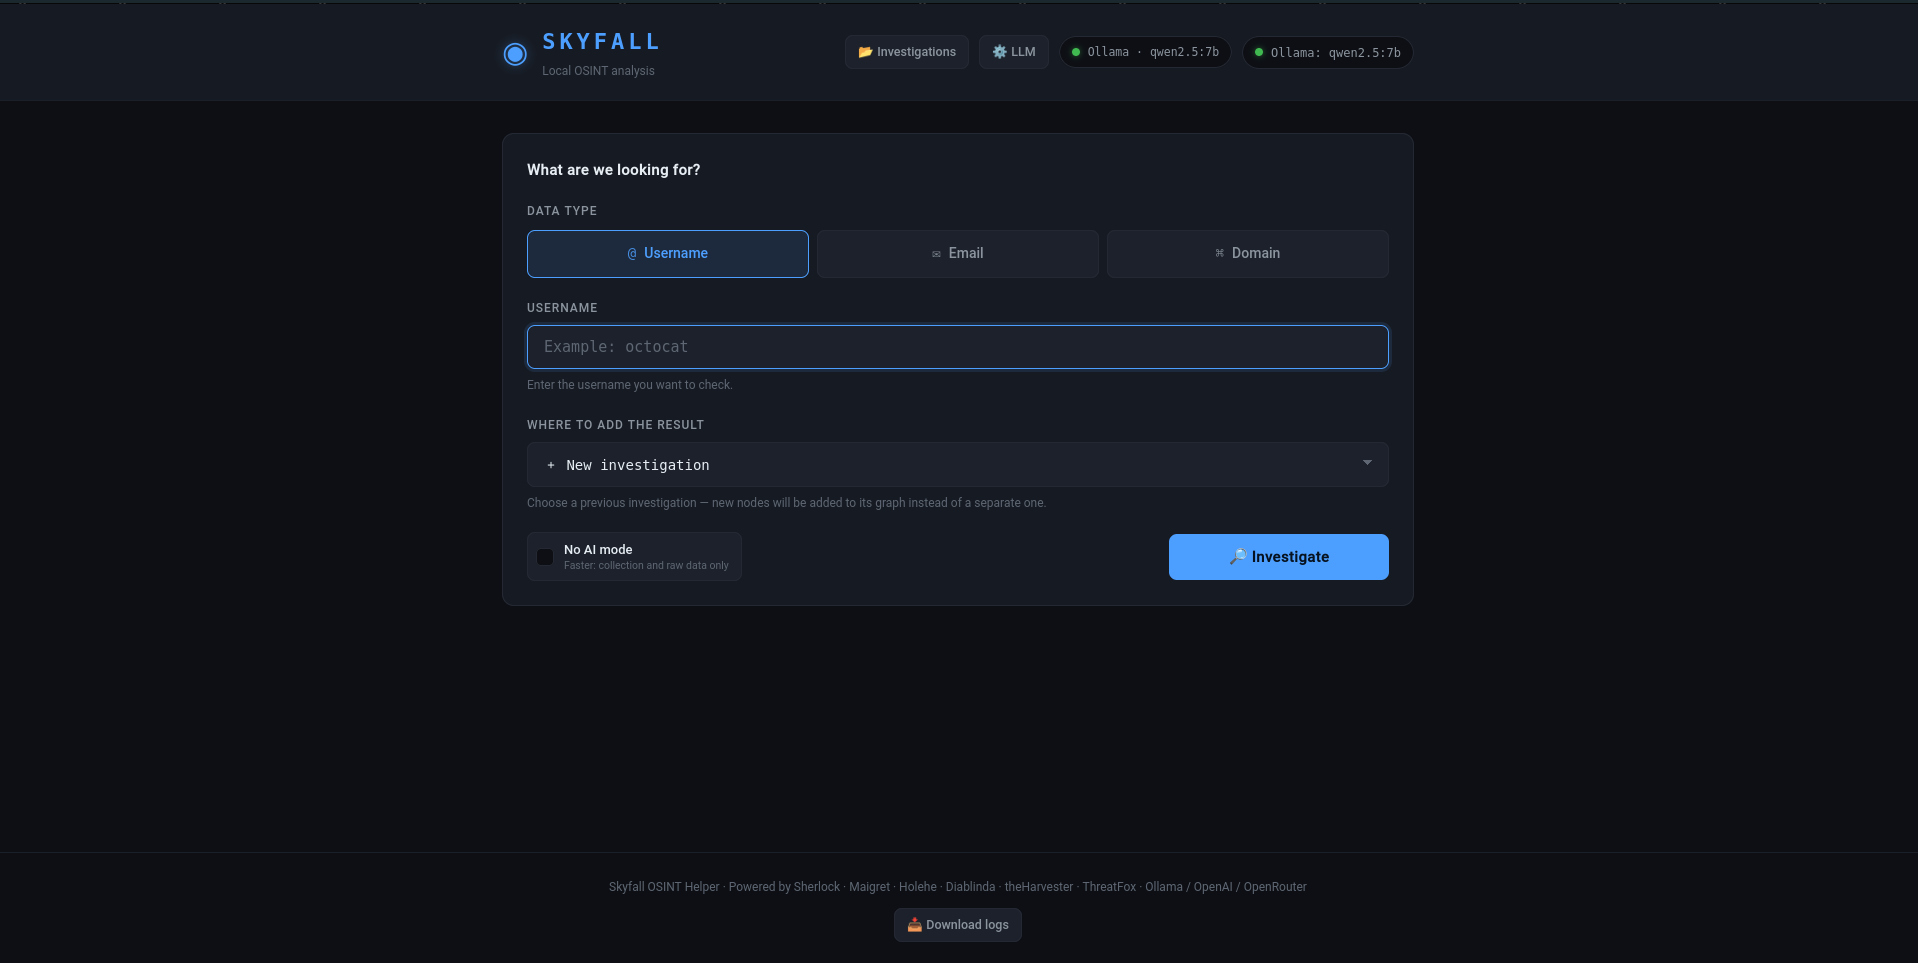 SKYFALL
Local OSINT analysis
📂 Investigations
⚙️ LLM
Ollama · qwen2.5:7b
Ollama: qwen2.5:7b
What are we looking for?
DATA TYPE
@ Username
✉ Email
⌘ Domain
USERNAME
Example: octocat
Enter the username you want to check.
WHERE TO ADD THE RESULT
+ New investigation
Choose a previous investigation — new nodes will be added to its graph instead of a separate one.
No AI mode
Faster: collection and raw data only
🔎 Investigate
Skyfall OSINT Helper · Powered by Sherlock · Maigret · Holehe · Diablinda · theHarvester · ThreatFox · Ollama / OpenAI / OpenRouter
📥 Download logs